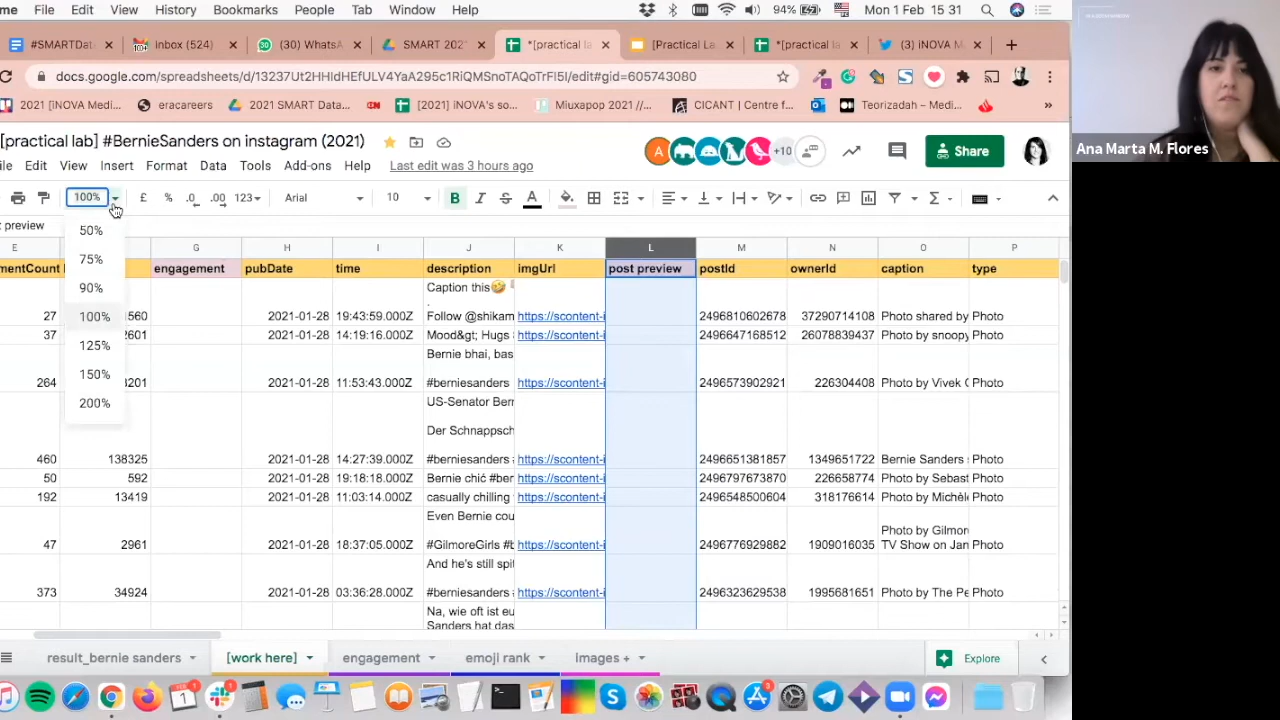 me File Edit View History Bookmarks People Tab Window Help 94% Mon 1 Feb 15 31
#SMARTDat Inbox (524) (30) WhatsA SMART 202 *[practical lab] [Practical La *[practical la (3) iNOVA M
docs.google.com/spreadsheets/d/13237Ut2HHIdHEfULV4YaA295c1RiQMSnoTAQoTrFl5I/edit#gid=605743080
2021 [iNOVA Medi... eracareers 2021 SMART Data... [2021] iNOVA's so... Miuxapop 2021 //... CICANT | Centre f... Teorizadah – Medi... »
[practical lab] #BernieSanders on instagram (2021)
A +10 Share
ile Edit View Insert Format Data Tools Add-ons Help Last edit was 3 hours ago
100% £ % .0 .00 123 Arial 10 B I S A
t preview
E G H I J K L M N O P
mentCount engagement pubDate time description imgUrl post preview postId ownerId caption type
Caption this🤣
.
27 1560 2021-01-28 19:43:59.000Z Follow @shikam https://scontent-i 2496810602678 37290714108 Photo shared by Photo
37 2601 2021-01-28 14:19:16.000Z Mood&gt; Hugs https://scontent-i 2496647168512 26078839437 Photo by snoopy Photo
Bernie bhai, bas
264 3201 2021-01-28 11:53:43.000Z #berniesanders https://scontent-i 2496573902921 226304408 Photo by Vivek G Photo
US-Senator Bern
Der Schnappsch
460 138325 2021-01-28 14:27:39.000Z #berniesanders # https://scontent-i 2496651381857 1349651722 Bernie Sanders Photo
50 592 2021-01-28 19:18:18.000Z Bernie chić #ber https://scontent-i 2496797673870 226658774 Photo by Sebast Photo
192 13419 2021-01-28 11:03:14.000Z casually chilling https://scontent-i 2496548500604 318176614 Photo by Michèl Photo
Even Bernie cou
Photo by Gilmor
47 2961 2021-01-28 18:37:05.000Z #GilmoreGirls #b https://scontent-i 2496776929882 1909016035 TV Show on Jan Photo
And he's still spit
373 34924 2021-01-28 03:36:28.000Z #berniesanders https://scontent-i 2496323629538 1995681651 Photo by The Pe Photo
Na, wie oft ist eu
Sanders hat das
50%
75%
90%
100%
125%
150%
200%
result_bernie sanders [work here] engagement emoji rank Images + Explore
Ana Marta M. Flores